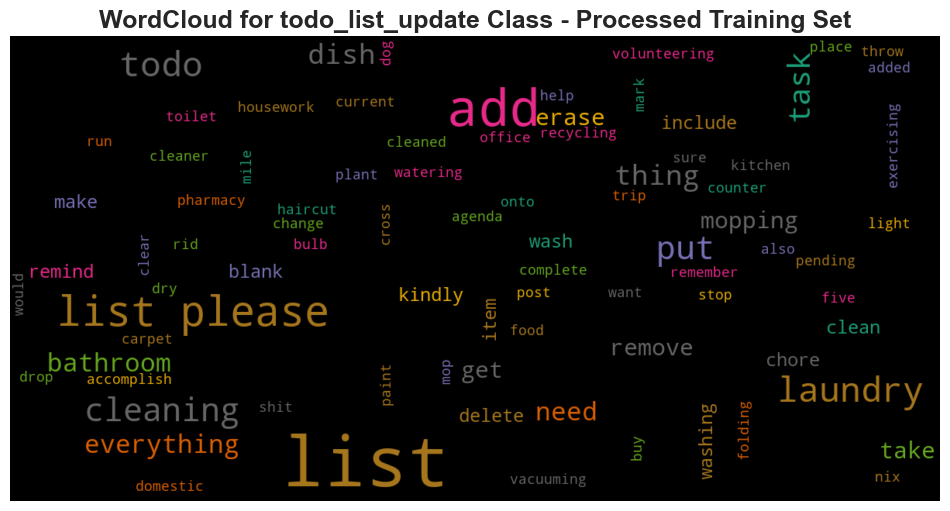 WordCloud for todo_list_update Class - Processed Training Set
todo
dish
dog
volunteering
place
throw
added
task
toilet
housework
current
add
help
mark
erase
include
exercising
run
office
recycling
cleaned
cleaner
mile
plant
watering
thing
sure
kitchen
counter
make
pharmacy
haircut
change
cross
agenda
onto
trip
mopping
light
clear
rid
bulb
wash
put
also
pending
remind
blank
complete
remember
would
dry
kindly
post
want
stop
five
list please
item
food
clean
carpet
bathroom
drop
accomplish
paint
mop
get
remove
chore
laundry
cleaning
shit
delete
need
washing
folding
everything
list
buy
take
domestic
vacuuming
nix